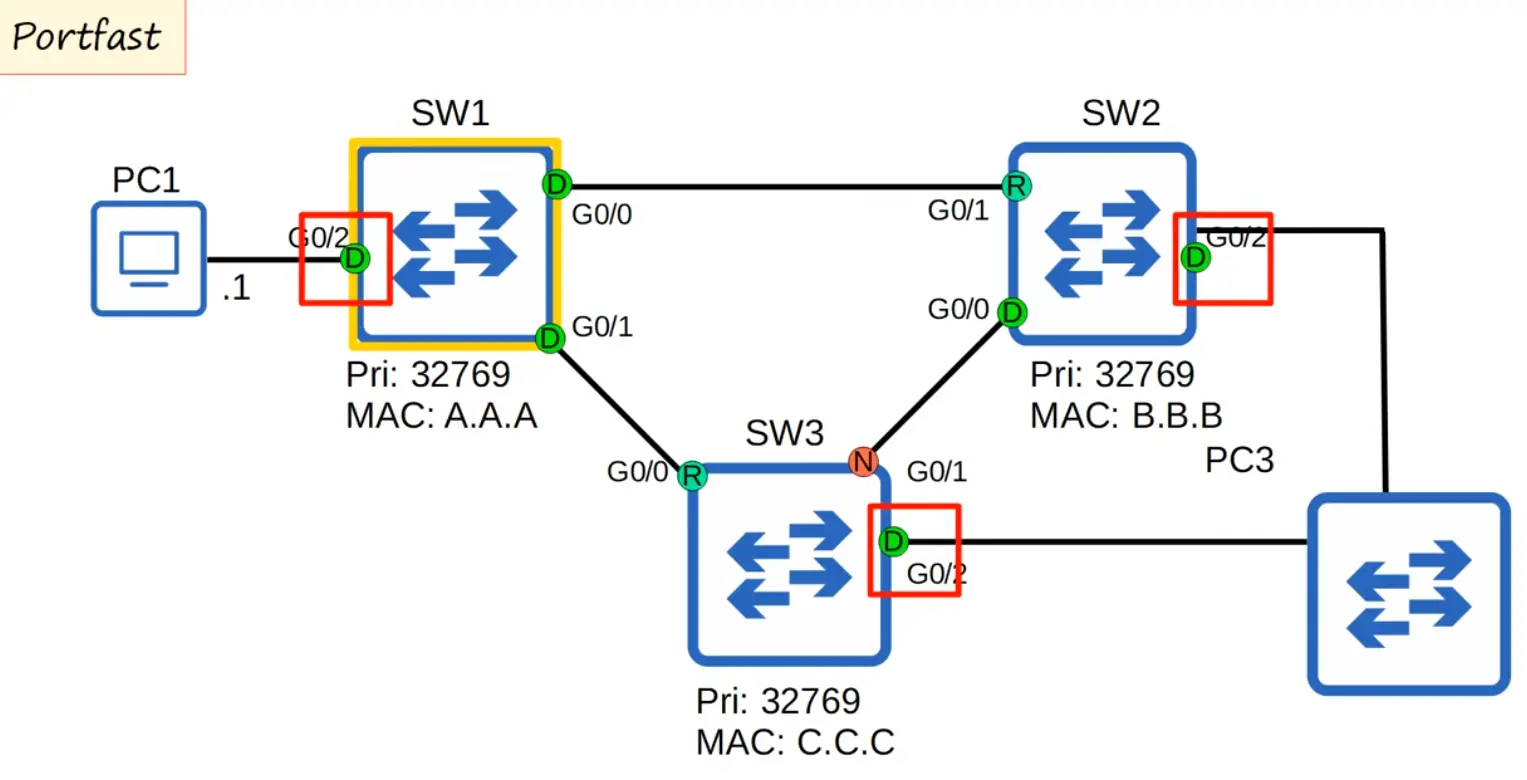 Portfast
SW1
SW2
PC1
D
R
G0/0
G0/1
G0/2
D
.1
G0/2
D
G0/1
D
G0/0
D
Pri: 32769
MAC: A.A.A
Pri: 32769
MAC: B.B.B
SW3
PC3
G0/0
R
N
G0/1
D
G0/2
Pri: 32769
MAC: C.C.C